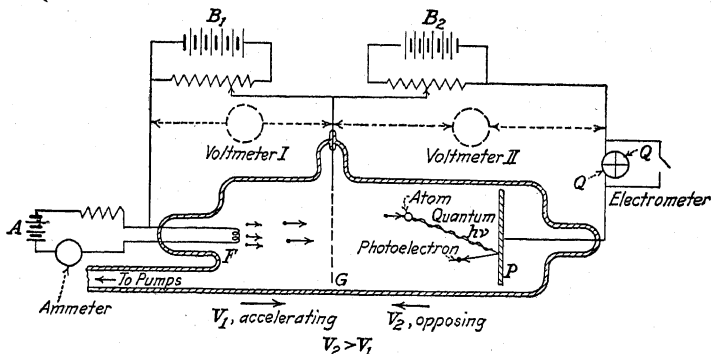 B₁
B₂
Voltmeter I
Voltmeter II
Q
Q
Electrometer
A
Ammeter
To Pumps
F
G
Atom
Quantum
hν
Photoelectron
P
V₁, accelerating
V₂, opposing
V₂>V₁